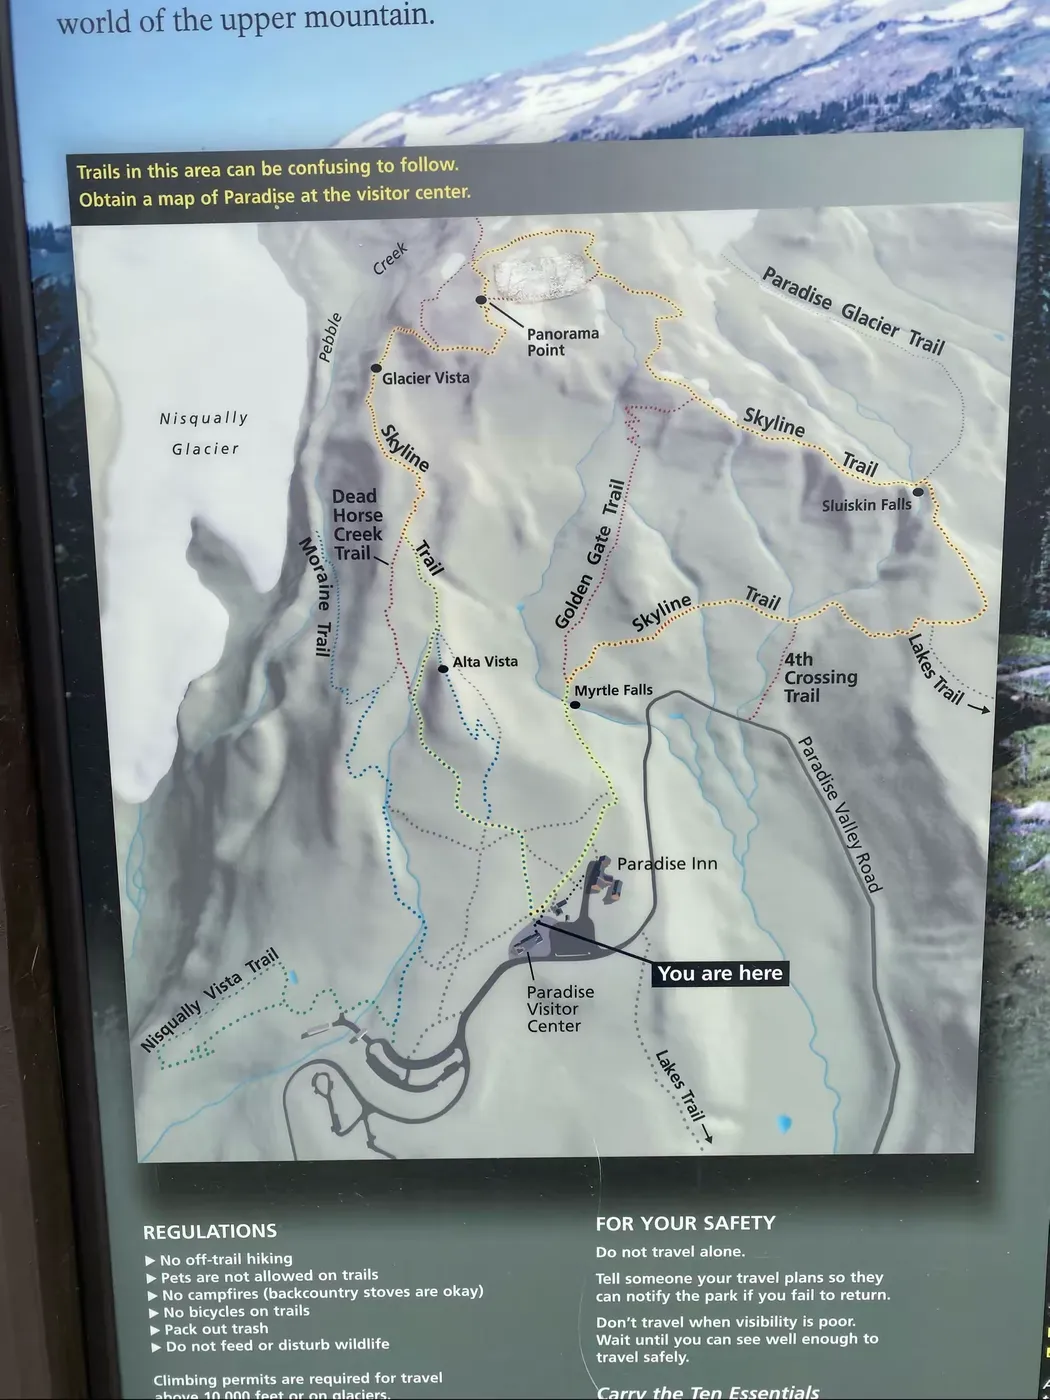 world of the upper mountain.
Trails in this area can be confusing to follow.
Obtain a map of Paradise at the visitor center.
Creek
Pebble
Panorama
Point
Glacier Vista
Paradise Glacier Trail
Nisqually
Glacier
Skyline
Trail
Skyline
Trail
Sluiskin Falls
Dead
Horse
Creek
Trail
Moraine Trail
Golden Gate Trail
Skyline
Trail
Alta Vista
Myrtle Falls
4th
Crossing
Trail
Lakes Trail
Paradise Valley Road
Paradise Inn
You are here
Paradise
Visitor
Center
Nisqually Vista Trail
Lakes Trail
REGULATIONS
▶ No off-trail hiking
▶ Pets are not allowed on trails
▶ No campfires (backcountry stoves are okay)
▶ No bicycles on trails
▶ Pack out trash
▶ Do not feed or disturb wildlife
Climbing permits are required for travel
above 10,000 feet or on glaciers.
FOR YOUR SAFETY
Do not travel alone.
Tell someone your travel plans so they
can notify the park if you fail to return.
Don't travel when visibility is poor.
Wait until you can see well enough to
travel safely.
Carry the Ten Essentials